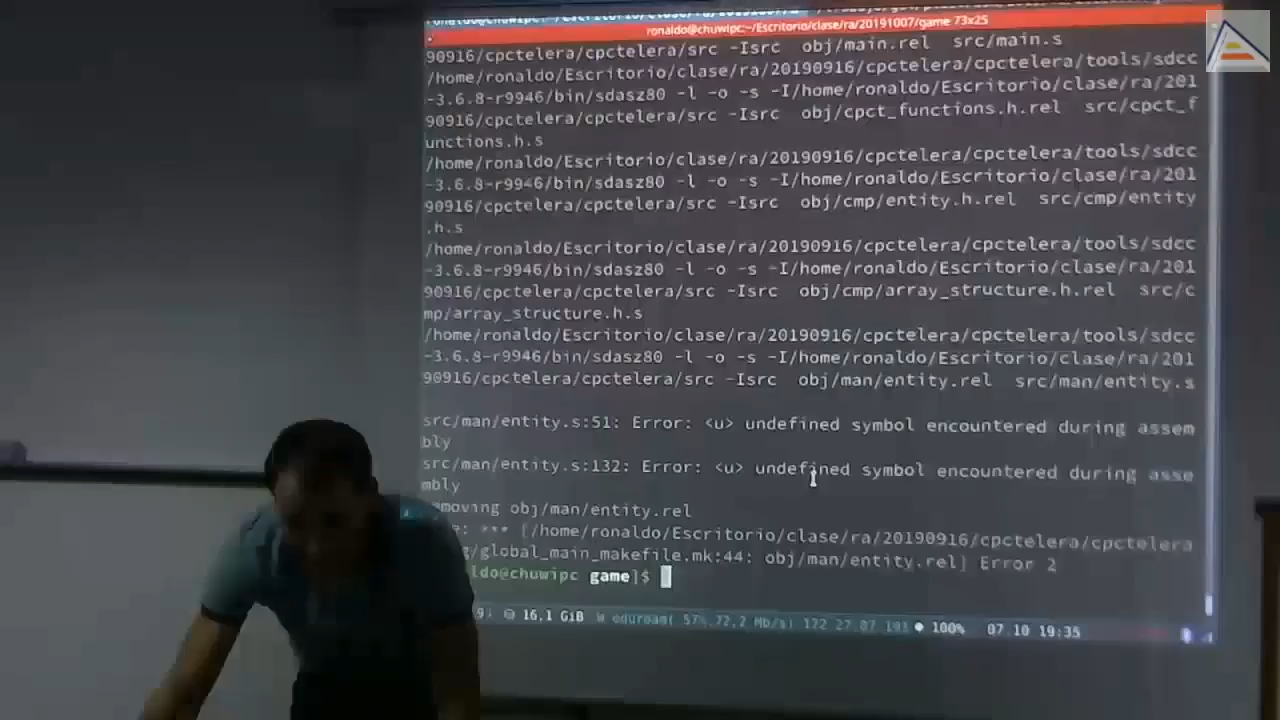 ronaldo@chuwipc:~/Escritorio/clase/ra/20191007/game 73x25
90916/cpctelera/cpctelera/src -Isrc  obj/main.rel  src/main.s
/home/ronaldo/Escritorio/clase/ra/20190916/cpctelera/cpctelera/tools/sdcc
-3.6.8-r9946/bin/sdasz80 -l -o -s -I/home/ronaldo/Escritorio/clase/ra/201
90916/cpctelera/cpctelera/src -Isrc  obj/cpct_functions.h.rel  src/cpct_f
unctions.h.s
/home/ronaldo/Escritorio/clase/ra/20190916/cpctelera/cpctelera/tools/sdcc
-3.6.8-r9946/bin/sdasz80 -l -o -s -I/home/ronaldo/Escritorio/clase/ra/201
90916/cpctelera/cpctelera/src -Isrc  obj/cmp/entity.h.rel  src/cmp/entity
.h.s
/home/ronaldo/Escritorio/clase/ra/20190916/cpctelera/cpctelera/tools/sdcc
-3.6.8-r9946/bin/sdasz80 -l -o -s -I/home/ronaldo/Escritorio/clase/ra/201
90916/cpctelera/cpctelera/src -Isrc  obj/cmp/array_structure.h.rel  src/c
mp/array_structure.h.s
/home/ronaldo/Escritorio/clase/ra/20190916/cpctelera/cpctelera/tools/sdcc
-3.6.8-r9946/bin/sdasz80 -l -o -s -I/home/ronaldo/Escritorio/clase/ra/201
90916/cpctelera/cpctelera/src -Isrc  obj/man/entity.rel  src/man/entity.s
src/man/entity.s:51: Error: <u> undefined symbol encountered during assem
bly
src/man/entity.s:132: Error: <u> undefined symbol encountered during asse
mbly
moving obj/man/entity.rel
: *** [/home/ronaldo/Escritorio/clase/ra/20190916/cpctelera/cpctelera
g/global_main_makefile.mk:44: obj/man/entity.rel] Error 2
ldo@chuwipc game]$
16,1 GiB W eduroam( 57% 72,2 Mb/s) 100% 07.10 19:35